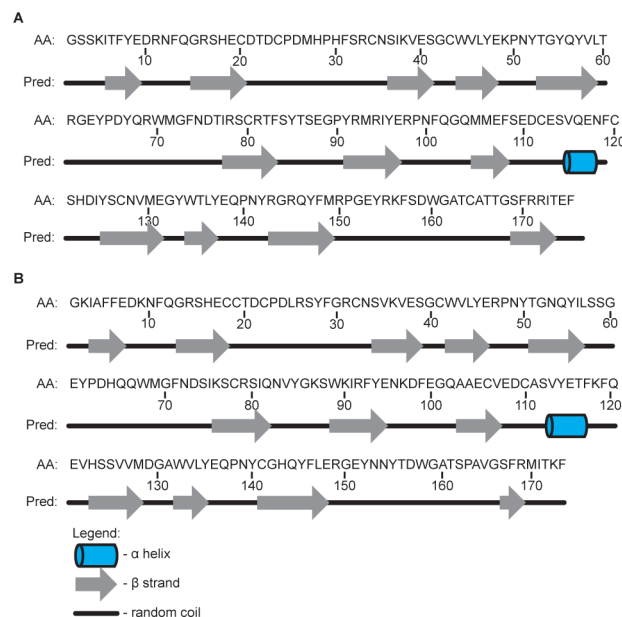 A
AA: GSSKITFYEDRNFQGRSHECDTDCPDMHPHFSRCNSIKVESGCWVLYEKPNYTGYQYVLT
10 20 30 40 50 60
Pred:
AA: RGEYPDYQRWMGFNDTIRSCRTFSYTSEGPYRMRIYERPNFQGQMMEFSEDCESVQENFC
70 80 90 100 110 120
Pred:
AA: SHDIYSCNVMEGYWTLYEQPNYRGRQYFMRPGEYRKFSDWGATCATTGSFRRITEF
130 140 150 160 170
Pred:
B
AA: GKIAFFEDKNFQGRSHECCTDCPDLRSYFGRCNSVKVESGCWVLYERPNYTGNQYILSSG
10 20 30 40 50 60
Pred:
AA: EYPDHQQWMGFNDSIKSCRSIQNVYGKSWKIRFYENKDFEGQAAECVEDCASVYETFKFQ
70 80 90 100 110 120
Pred:
AA: EVHSSVVMDGAWVLYEQPNYCGHQYFLERGEYNNYTDWGATSPAVGSFRMITKF
130 140 150 160 170
Pred:
Legend:
- α helix
- β strand
- random coil